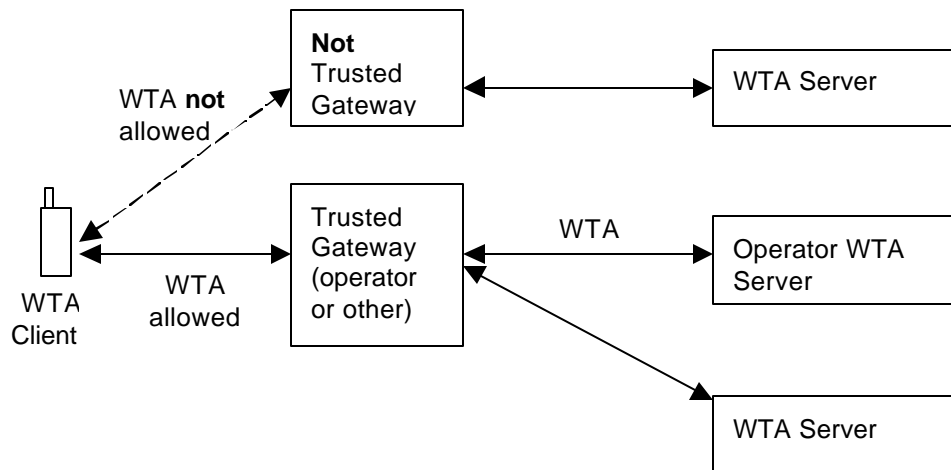 Not
Trusted
Gateway
WTA Server
WTA not
allowed
Trusted
Gateway
(operator
or other)
WTA
Operator WTA
Server
WTA
allowed
WTA
Client
WTA Server